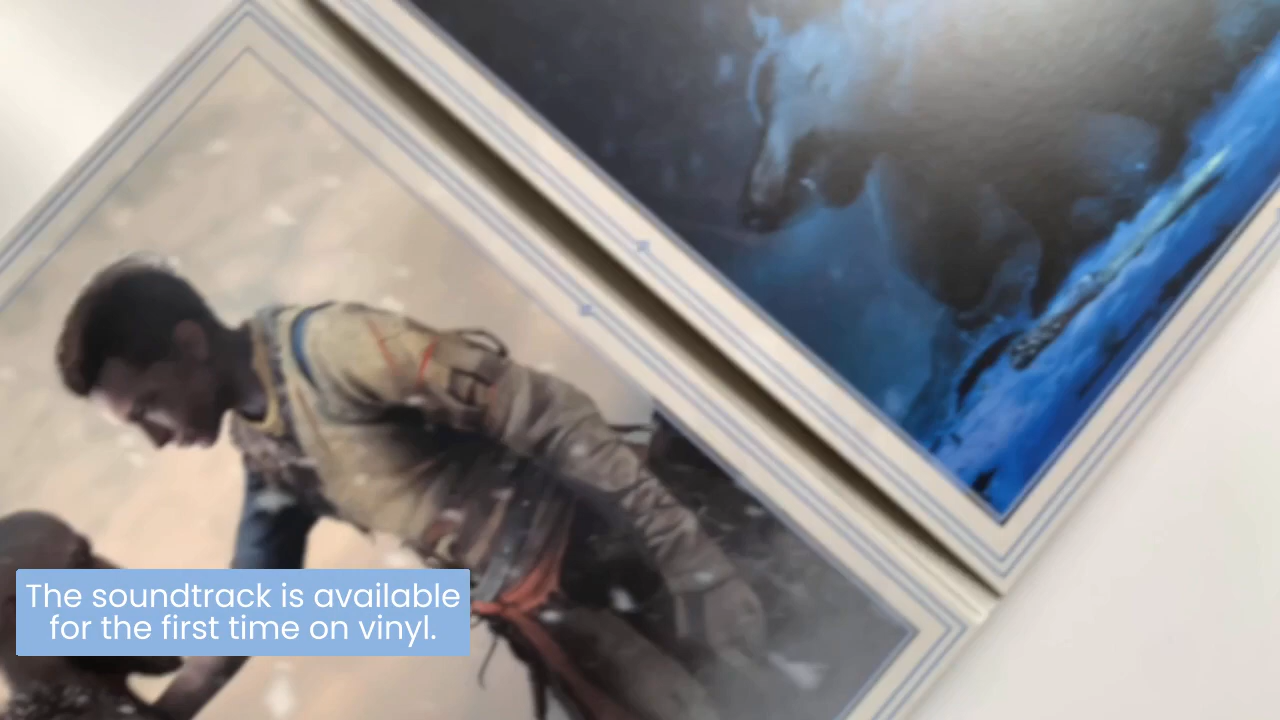 The soundtrack is available
for the first time on vinyl.